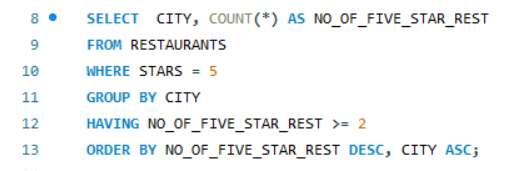 8 SELECT CITY, COUNT(*) AS NO_OF_FIVE_STAR_REST
9 FROM RESTAURANTS
10 WHERE STARS = 5
11 GROUP BY CITY
12 HAVING NO_OF_FIVE_STAR_REST >= 2
13 ORDER BY NO_OF_FIVE_STAR_REST DESC, CITY ASC;